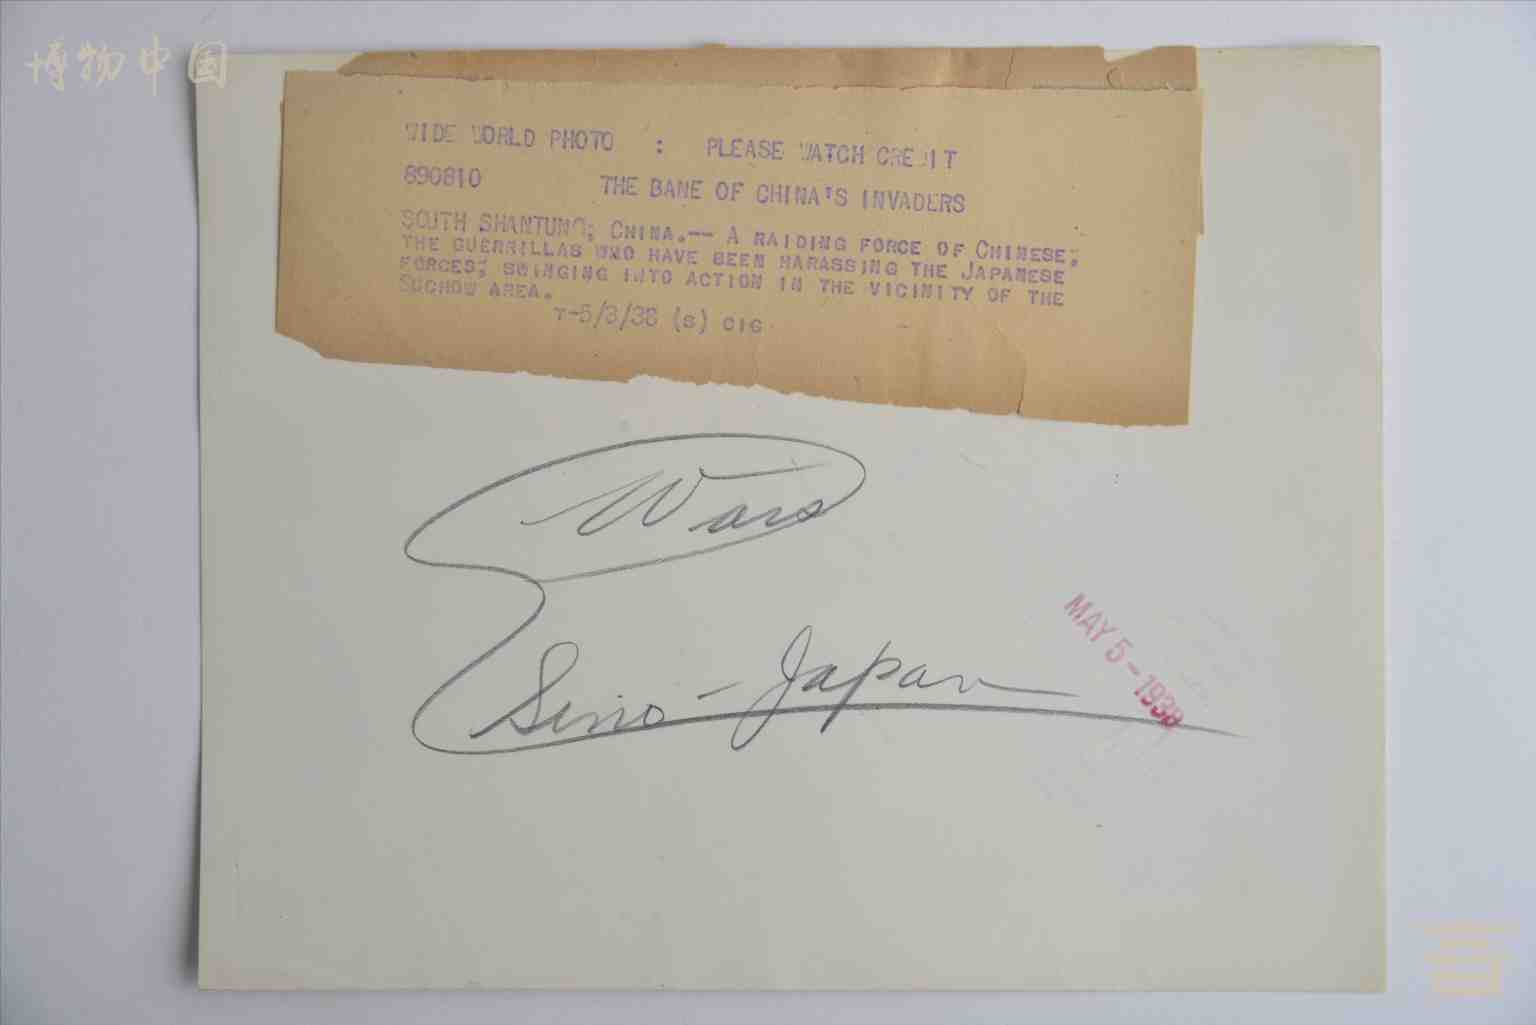 博物中国
WIDE WORLD PHOTO : PLEASE WATCH CREDIT
890810 THE BANE OF CHINA'S INVADERS
SOUTH SHANTUNG; CHINA.-- A RAIDING FORCE OF CHINESE;
THE GUERRILLAS WHO HAVE BEEN HARASSING THE JAPANESE
FORCES; SWINGING INTO ACTION IN THE VICINITY OF THE
SUCHOW AREA.
T-5/3/38 (S) CIG
Wars
Sino-Japan
MAY 5-1938